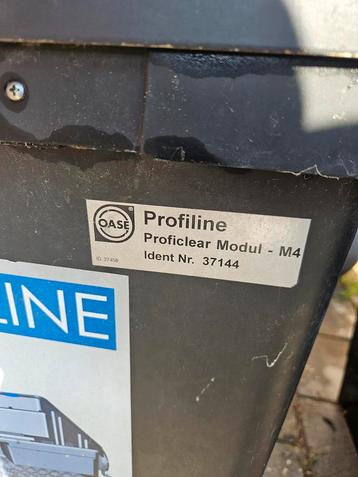 OASE ®
Profiline
Proficlear Modul - M4
Ident Nr. 37144
LINE